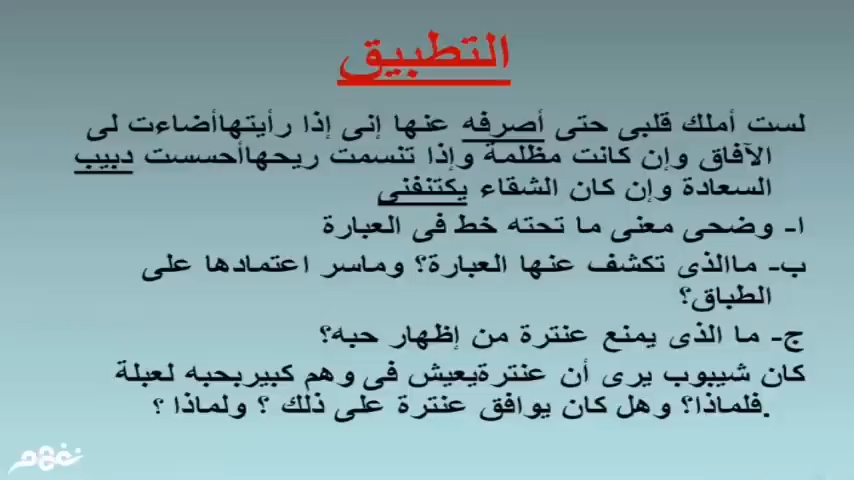 التطبيق
لست أملك قلبى حتى أصرفه عنها إنى إذا رأيتهاأضاءت لى
الآفاق وإن كانت مظلمة وإذا تنسمت ريحهاأحسست دبيب
السعادة وإن كان الشقاء يكتنفنى
ا- وضحى معنى ما تحته خط فى العبارة
ب- ماالذى تكشف عنها العبارة؟ وماسر اعتمادها على
الطباق؟
ج- ما الذى يمنع عنترة من إظهار حبه؟
كان شيبوب يرى أن عنترةيعيش فى وهم كبيربحبه لعبلة
.فلماذا؟ وهل كان يوافق عنترة على ذلك ؟ ولماذا ؟
نفهم